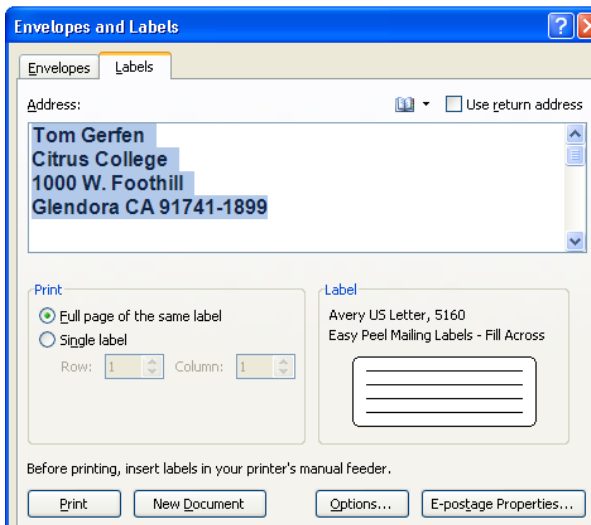 Envelopes and Labels
Envelopes Labels
Address: Use return address
Tom Gerfen
Citrus College
1000 W. Foothill
Glendora CA 91741-1899
Print Label
Full page of the same label Avery US Letter, 5160
Single label Easy Peel Mailing Labels - Fill Across
Row: 1 Column: 1
Before printing, insert labels in your printer's manual feeder.
Print New Document Options... E-postage Properties...